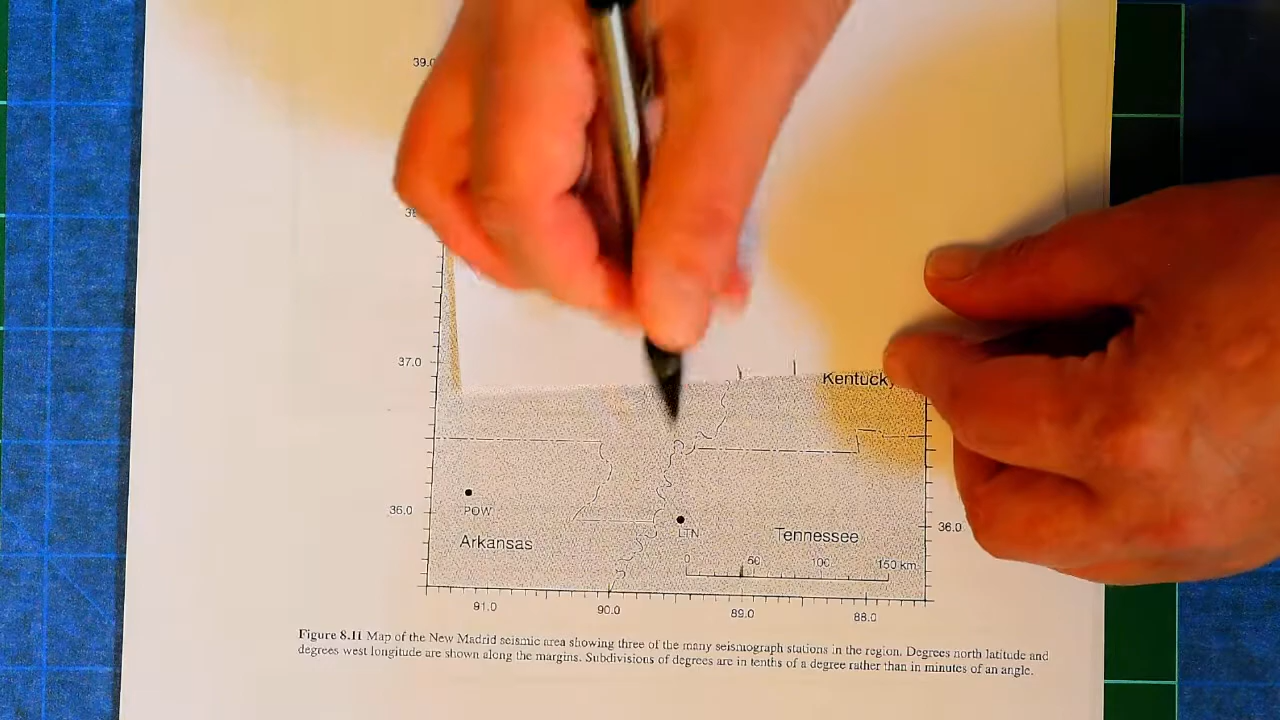 39.0
37.0
Kentucky
36.0
POW
LTN
36.0
Arkansas
Tennessee
0 50 100 150 km
91.0 90.0 89.0 88.0
Figure 8.11 Map of the New Madrid seismic area showing three of the many seismograph stations in the region. Degrees north latitude and
degrees west longitude are shown along the margins. Subdivisions of degrees are in tenths of a degree rather than in minutes of an angle.